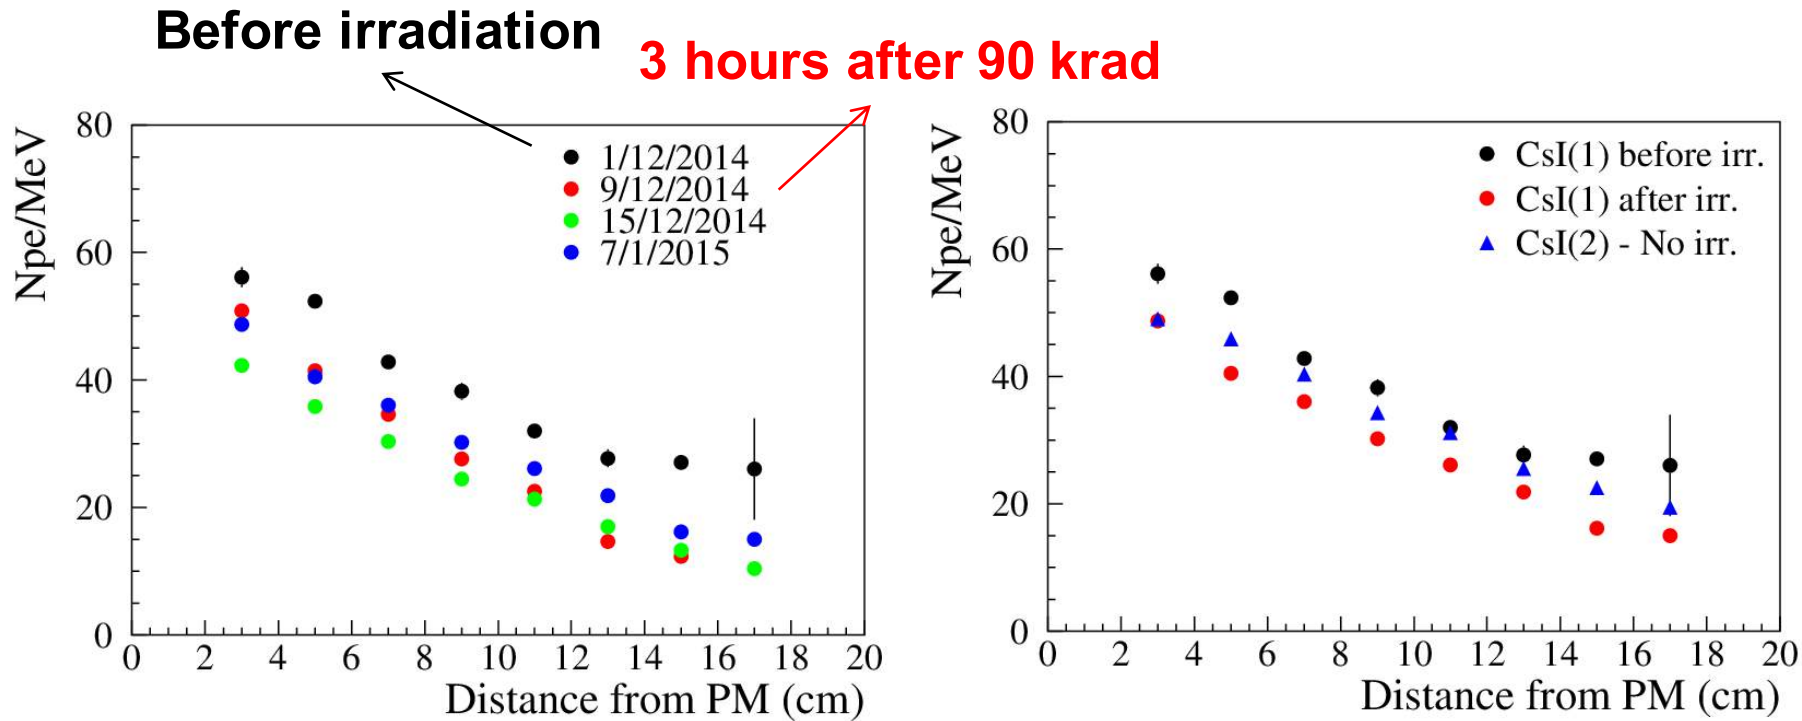 Before irradiation
3 hours after 90 krad
Npe/MeV
80
60
40
20
0
1/12/2014
9/12/2014
15/12/2014
7/1/2015
0 2 4 6 8 10 12 14 16 18 20
Distance from PM (cm)
Npe/MeV
80
60
40
20
0
CsI(1) before irr.
CsI(1) after irr.
CsI(2) - No irr.
0 2 4 6 8 10 12 14 16 18 20
Distance from PM (cm)